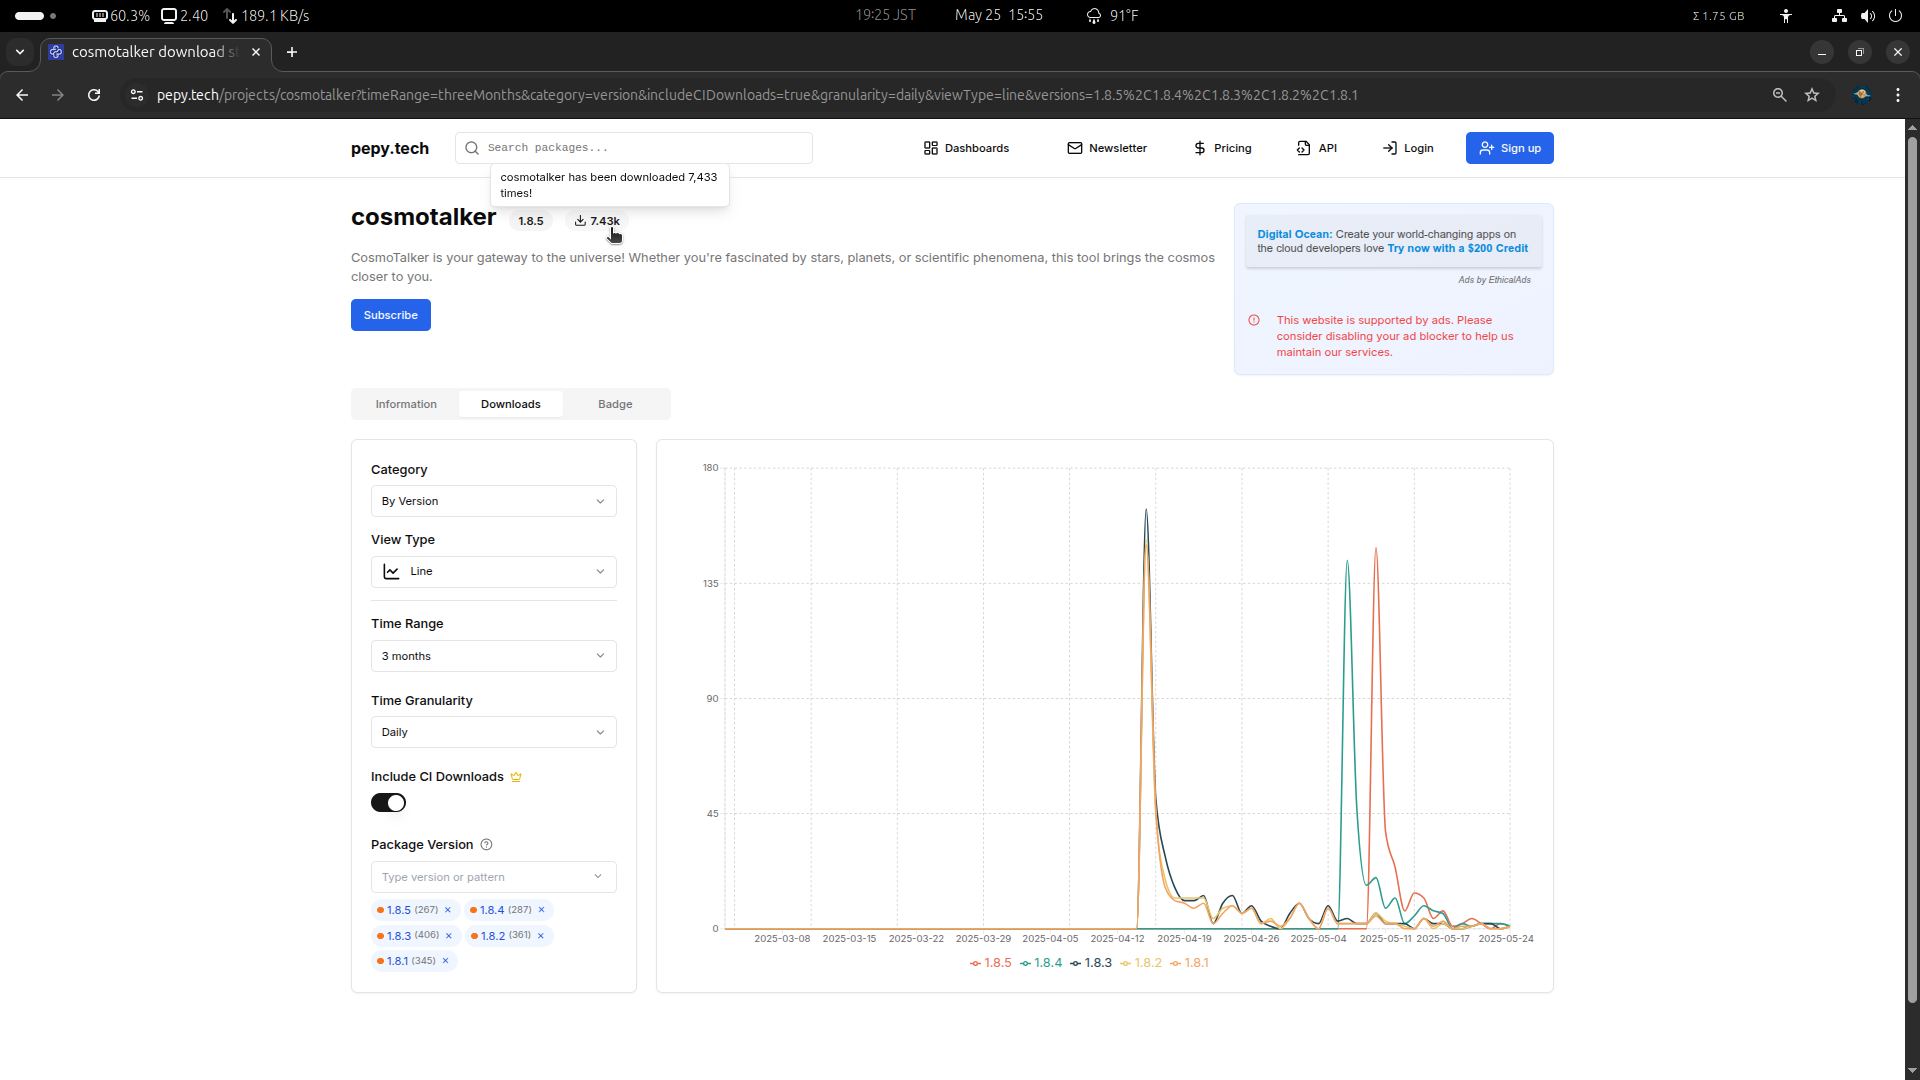 60.3% 2.40 189.1 KB/s 19:25 JST May 25 15:55 91°F Σ 1.75 GB
cosmotalker download s
pepy.tech/projects/cosmotalker?timeRange=threeMonths&category=version&includeCIDownloads=true&granularity=daily&viewType=line&versions=1.8.5%2C1.8.4%2C1.8.3%2C1.8.2%2C1.8.1
pepy.tech Search packages... Dashboards Newsletter Pricing API Login Sign up
cosmotalker has been downloaded 7,433
times!
cosmotalker 1.8.5 7.43k
CosmoTalker is your gateway to the universe! Whether you're fascinated by stars, planets, or scientific phenomena, this tool brings the cosmos
closer to you.
Subscribe
Digital Ocean: Create your world-changing apps on
the cloud developers love Try now with a $200 Credit
Ads by EthicalAds
This website is supported by ads. Please
consider disabling your ad blocker to help us
maintain our services.
Information Downloads Badge
Category
By Version
View Type
Line
Time Range
3 months
Time Granularity
Daily
Include CI Downloads
Package Version
Type version or pattern
1.8.5 (267) × 1.8.4 (287) ×
1.8.3 (406) × 1.8.2 (361) ×
1.8.1 (345) ×
180
135
90
45
0
2025-03-08 2025-03-15 2025-03-22 2025-03-29 2025-04-05 2025-04-12 2025-04-19 2025-04-26 2025-05-04 2025-05-11 2025-05-17 2025-05-24
1.8.5 1.8.4 1.8.3 1.8.2 1.8.1